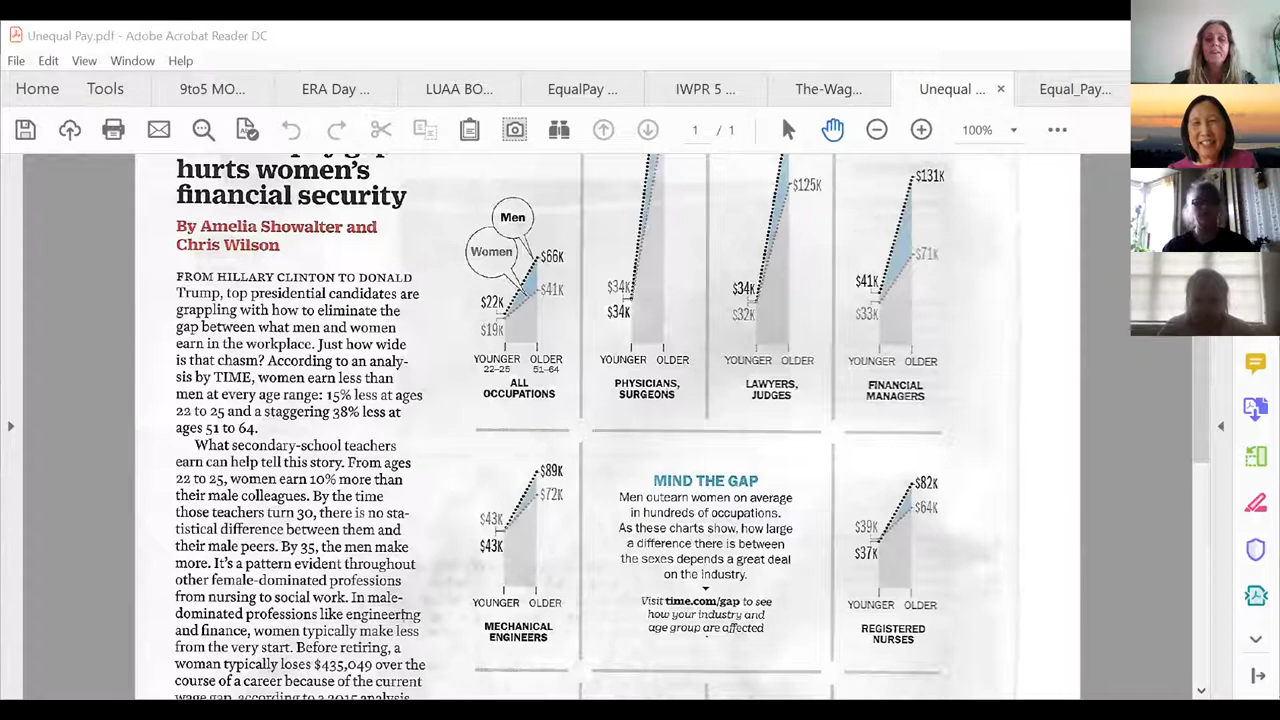 Unequal Pay.pdf - Adobe Acrobat Reader DC
File Edit View Window Help
Home Tools 9to5 MO... ERA Day ... LUAA BO... EqualPay ... IWPR 5 ... The-Wag... Unequal ... × Equal_Pay...
1 / 1 100%
hurts women's
financial security
By Amelia Showalter and
Chris Wilson
FROM HILLARY CLINTON TO DONALD
Trump, top presidential candidates are
grappling with how to eliminate the
gap between what men and women
earn in the workplace. Just how wide
is that chasm? According to an analy-
sis by TIME, women earn less than
men at every age range: 15% less at ages
22 to 25 and a staggering 38% less at
ages 51 to 64.
What secondary-school teachers
earn can help tell this story. From ages
22 to 25, women earn 10% more than
their male colleagues. By the time
those teachers turn 30, there is no sta-
tistical difference between them and
their male peers. By 35, the men make
more. It's a pattern evident throughout
other female-dominated professions
from nursing to social work. In male-
dominated professions like engineering
and finance, women typically make less
from the very start. Before retiring, a
woman typically loses $435,049 over the
course of a career because of the current
wage gap, according to a 2015 analysis
Men
Women
$66K
$41K
$22K
$19K
YOUNGER OLDER
22–25 51–64
ALL
OCCUPATIONS
$34K
$34K
YOUNGER OLDER
PHYSICIANS,
SURGEONS
$125K
$34K
$32K
YOUNGER OLDER
LAWYERS,
JUDGES
$131K
$71K
$41K
$33K
YOUNGER OLDER
FINANCIAL
MANAGERS
$89K
$72K
$43K
$43K
YOUNGER OLDER
MECHANICAL
ENGINEERS
MIND THE GAP
Men outearn women on average
in hundreds of occupations.
As these charts show, how large
a difference there is between
the sexes depends a great deal
on the industry.
Visit time.com/gap to see
how your industry and
age group are affected
$82K
$64K
$39K
$37K
YOUNGER OLDER
REGISTERED
NURSES